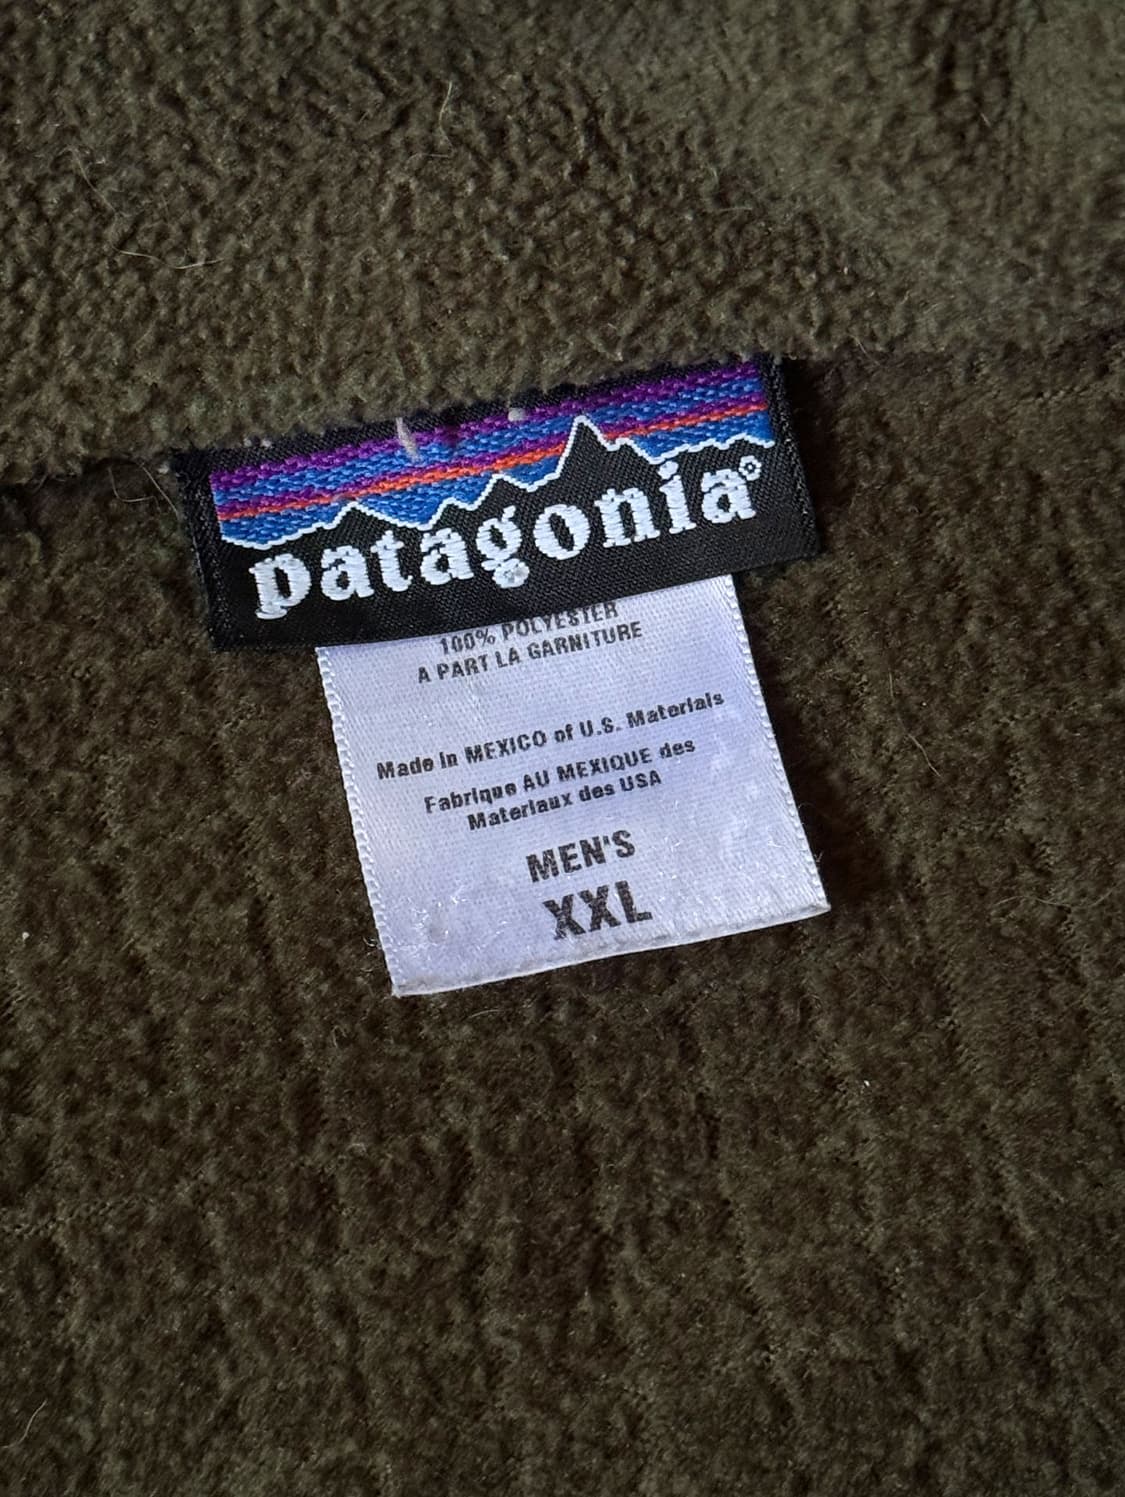 patagonia®
100% POLYESTER
A PART LA GARNITURE
Made in MEXICO of U.S. Materials
Fabrique AU MEXIQUE des
Materiaux des USA
MEN'S
XXL